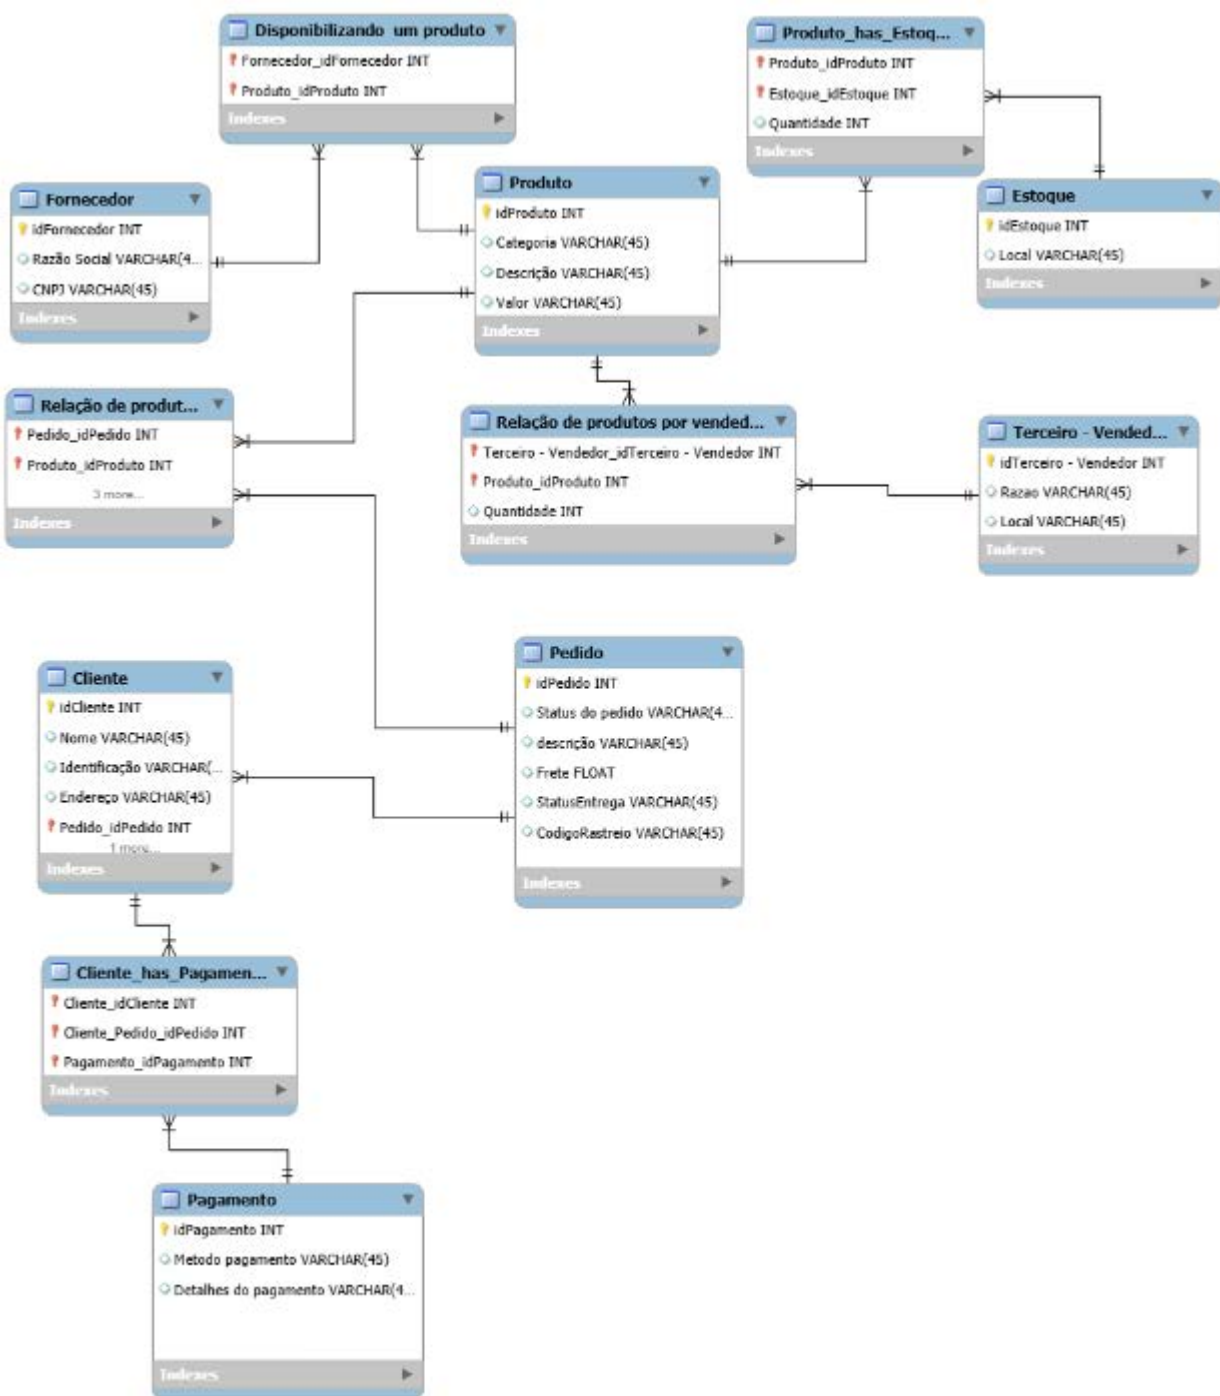 Disponibilizando um produto
Fornecedor_idFornecedor INT
Produto_idProduto INT
Indexes
Produto_has_Estoq...
Produto_idProduto INT
Estoque_idEstoque INT
Quantidade INT
Indexes
Fornecedor
idFornecedor INT
Razão Social VARCHAR(4...
CNPJ VARCHAR(45)
Indexes
Produto
idProduto INT
Categoria VARCHAR(45)
Descrição VARCHAR(45)
Valor VARCHAR(45)
Indexes
Estoque
idEstoque INT
Local VARCHAR(45)
Indexes
Relação de produt...
Pedido_idPedido INT
Produto_idProduto INT
3 more...
Indexes
Relação de produtos por vended...
Terceiro - Vendedor_idTerceiro - Vendedor INT
Produto_idProduto INT
Quantidade INT
Indexes
Terceiro - Vended...
idTerceiro - Vendedor INT
Razao VARCHAR(45)
Local VARCHAR(45)
Indexes
Cliente
idCliente INT
Nome VARCHAR(45)
Identificação VARCHAR(...
Endereço VARCHAR(45)
Pedido_idPedido INT
1 more...
Indexes
Pedido
idPedido INT
Status do pedido VARCHAR(4...
descrição VARCHAR(45)
Frete FLOAT
StatusEntrega VARCHAR(45)
CodigoRastreio VARCHAR(45)
Indexes
Cliente_has_Pagamen...
Cliente_idCliente INT
Cliente_Pedido_idPedido INT
Pagamento_idPagamento INT
Indexes
Pagamento
idPagamento INT
Metodo pagamento VARCHAR(45)
Detalhes do pagamento VARCHAR(4...
Indexes